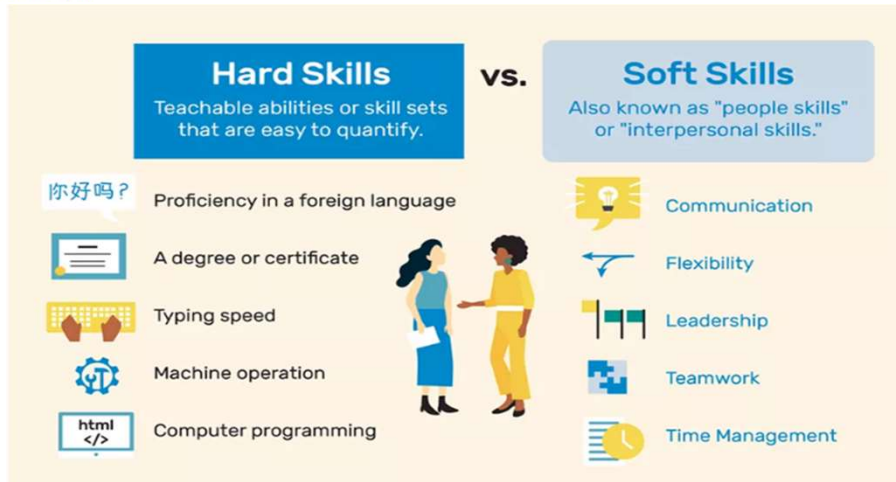 Hard Skills
Teachable abilities or skill sets
that are easy to quantify.
vs.
Soft Skills
Also known as "people skills"
or "interpersonal skills."
你好吗?
Proficiency in a foreign language
A degree or certificate
Typing speed
Machine operation
html
</>
Computer programming
Communication
Flexibility
Leadership
Teamwork
Time Management